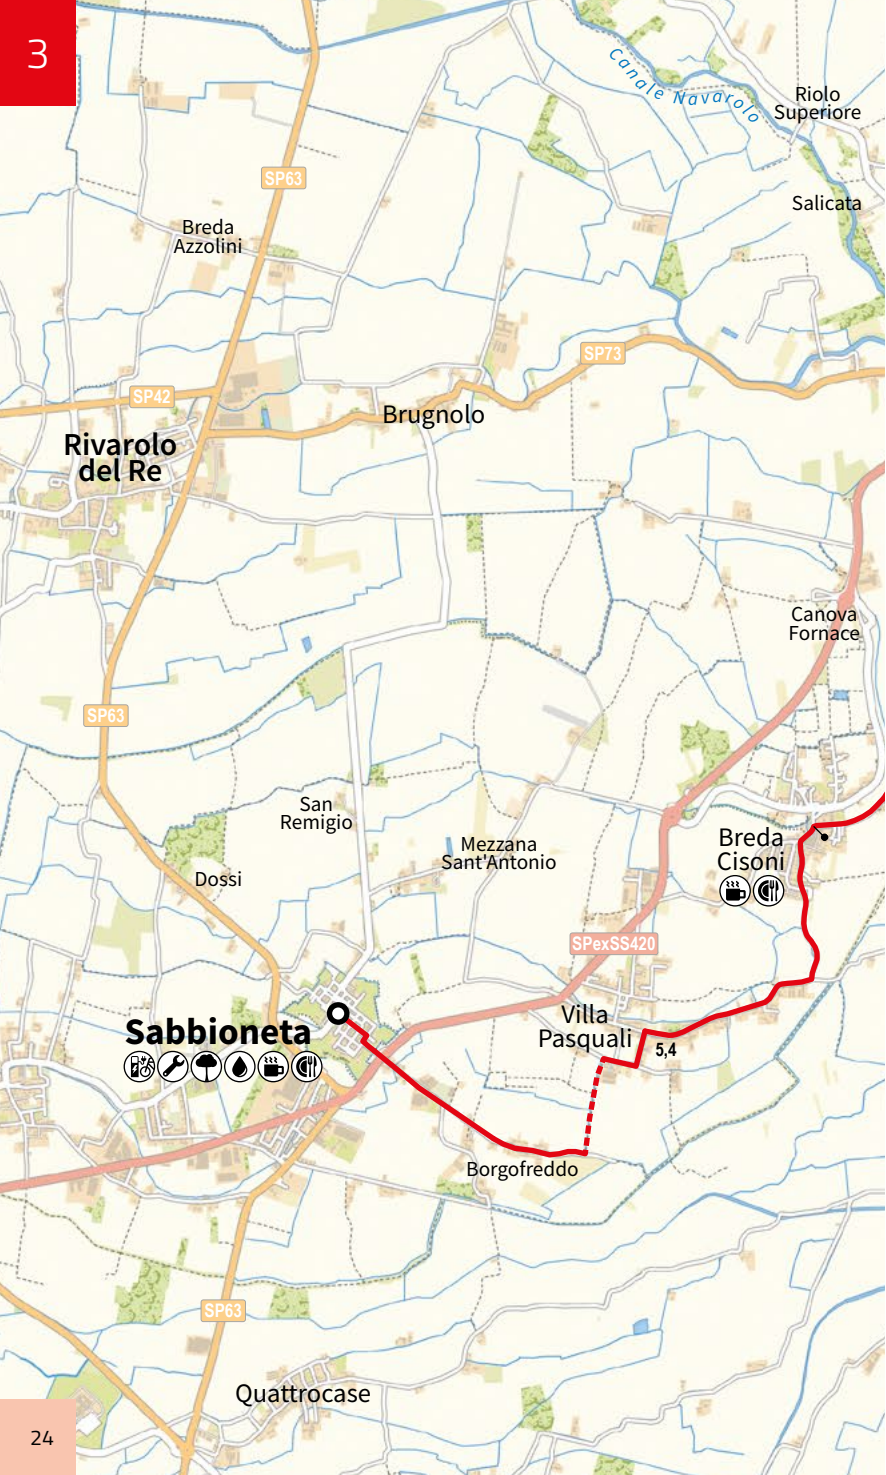 3
Canale Navarolo
Riolo
Superiore
SP63
Salicata
Breda
Azzolini
SP73
SP42
Brugnolo
Rivarolo
del Re
Canova
Fornace
SP63
San
Remigio
Breda
Cisoni
Mezzana
Sant'Antonio
Dossi
SPexSS420
Villa
Pasquali
Sabbioneta
5,4
Borgofreddo
SP63
Quattrocase
24